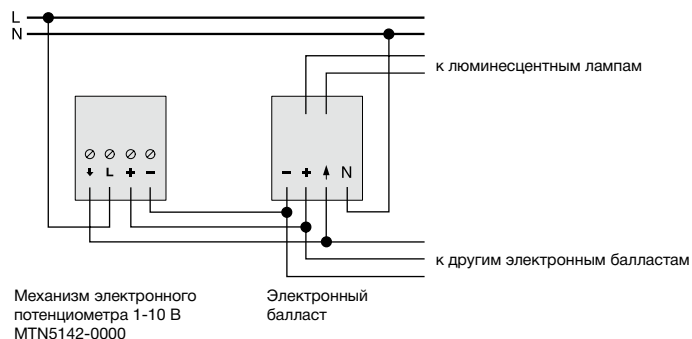 L
N
к люминесцентным лампам
L + −
− + N
к другим электронным балластам
Механизм электронного
потенциометра 1-10 В
MTN5142-0000
Электронный
балласт